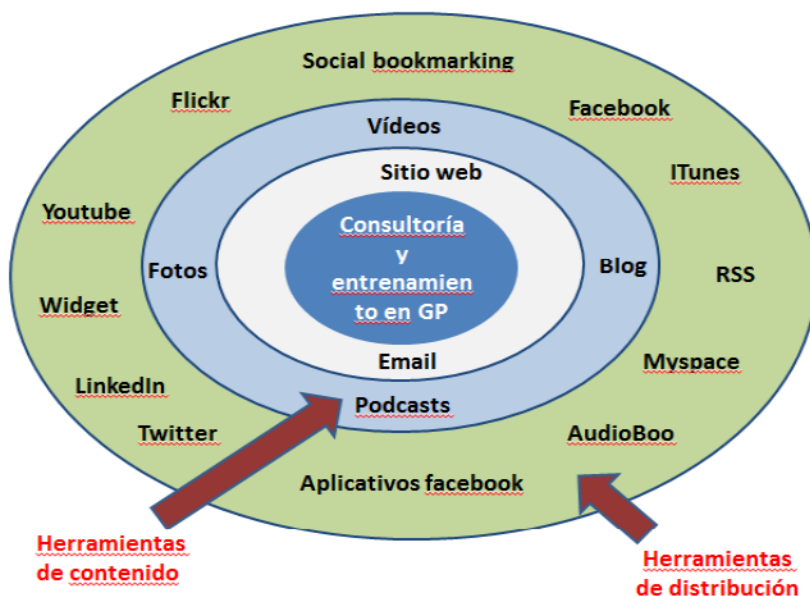 Social bookmarking
Flickr
Facebook
Vídeos
ITunes
Sitio web
Youtube
Consultoría
y
entrenamien
to en GP
Fotos
Blog
RSS
Widget
Email
Myspace
LinkedIn
Podcasts
Twitter
AudioBoo
Aplicativos facebook
Herramientas
de contenido
Herramientas
de distribución